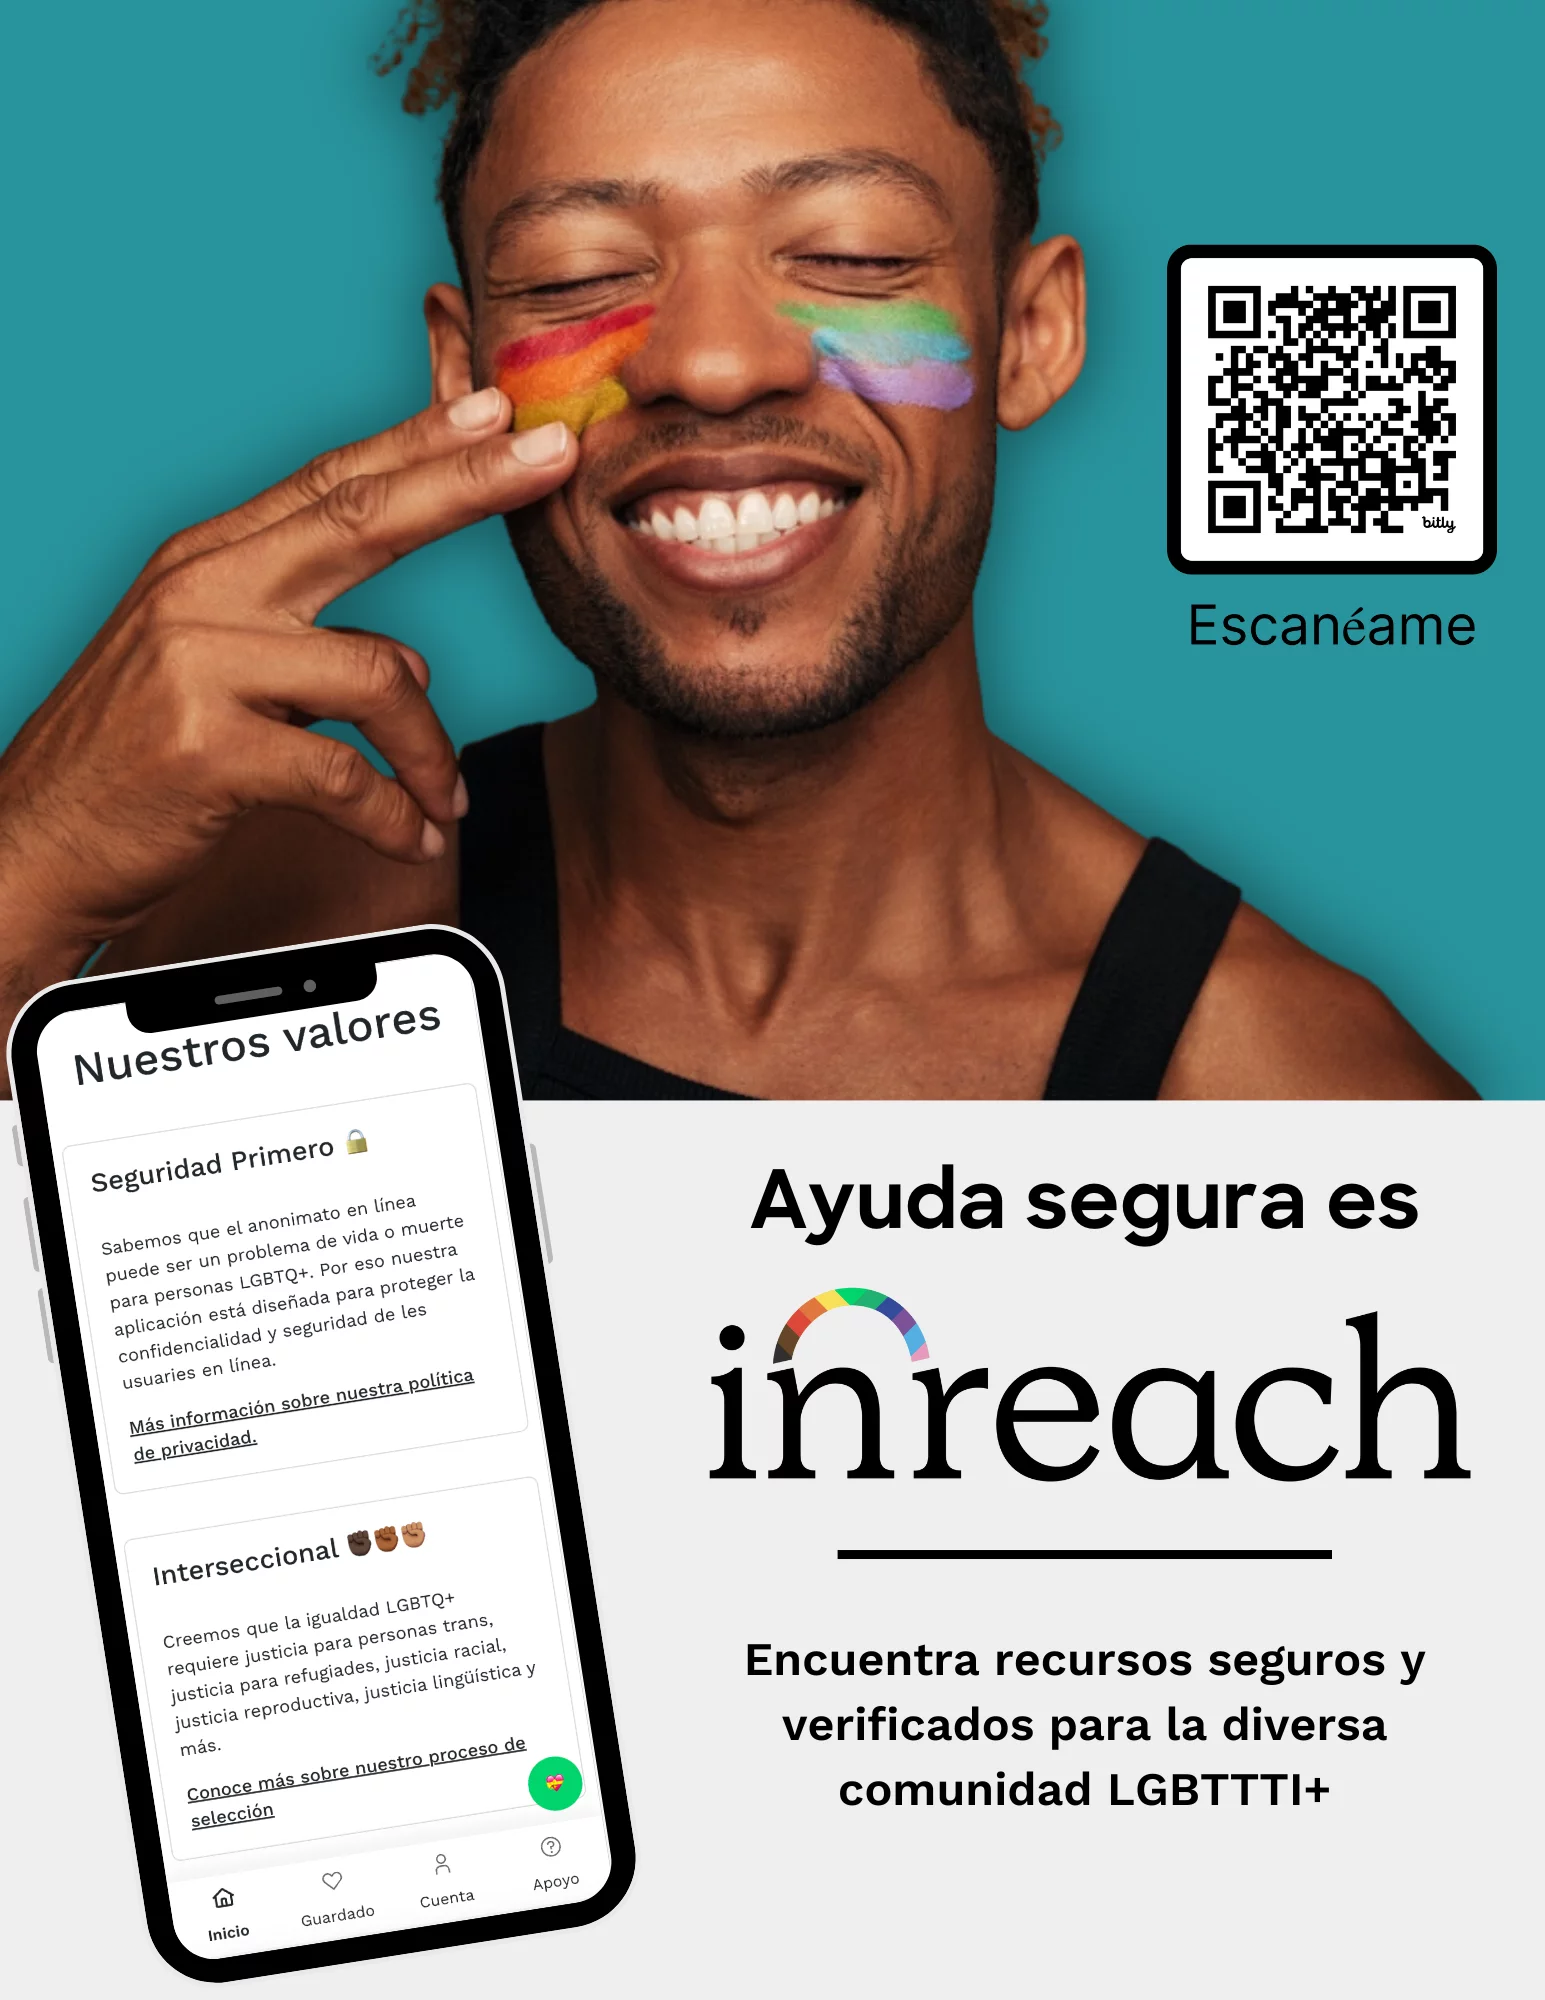 bitly
Escanéame
Nuestros valores
Seguridad Primero 🔒
Sabemos que el anonimato en línea
puede ser un problema de vida o muerte
para personas LGBTQ+. Por eso nuestra
aplicación está diseñada para proteger la
confidencialidad y seguridad de les
usuaries en línea.
Más información sobre nuestra política
de privacidad.
Interseccional ✊🏿✊🏾✊🏽
Creemos que la igualdad LGBTQ+
requiere justicia para personas trans,
justicia para refugiades, justicia racial,
justicia reproductiva, justicia lingüística y
más.
Conoce más sobre nuestro proceso de
selección
Inicio
Guardado
Cuenta
Apoyo
Ayuda segura es
inreach
Encuentra recursos seguros y
verificados para la diversa
comunidad LGBTTTI+